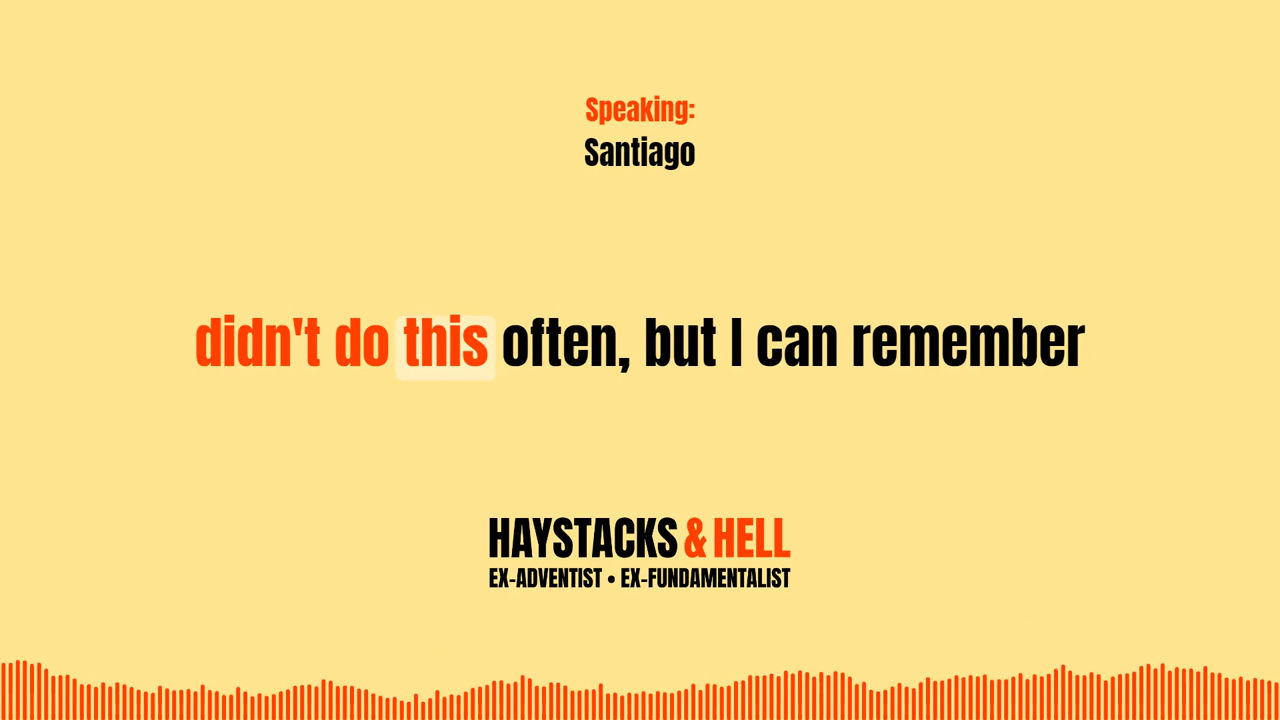 Speaking:
Santiago
didn't do this often, but I can remember
HAYSTACKS & HELL
EX-ADVENTIST • EX-FUNDAMENTALIST